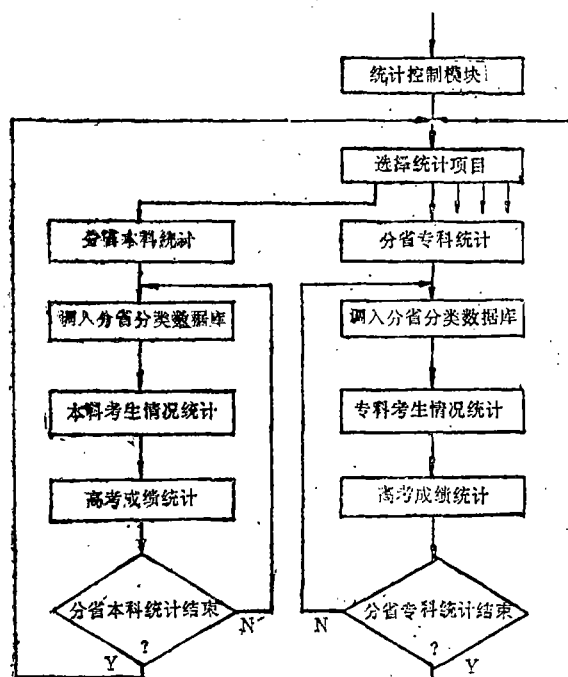 统计控制模块
选择统计项目
分省本科统计
分省专科统计
调入分省分类数据库
调入分省分类数据库
本科考生情况统计
专科考生情况统计
高考成绩统计
高考成绩统计
分省本科统计结束
?
N
Y
分省专科统计结束
?
N
Y